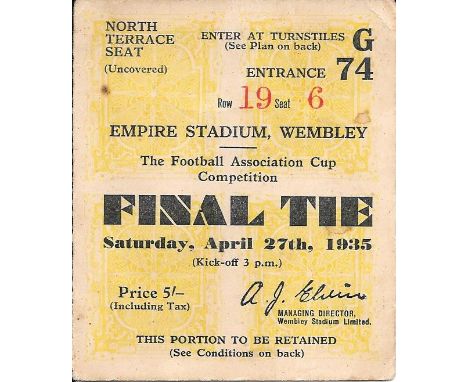 NORTH
TERRACE
SEAT
(Uncovered)
ENTER AT TURNSTILES G
(See Plan on back)
ENTRANCE 74
Row 19 Seat 6
EMPIRE STADIUM, WEMBLEY
The Football Association Cup
Competition
FINAL TIE
Saturday, April 27th, 1935
(Kick-off 3 p.m.)
Price 5/-
(Including Tax)
A. J. Elvin
MANAGING DIRECTOR,
Wembley Stadium Limited.
THIS PORTION TO BE RETAINED
(See Conditions on back)